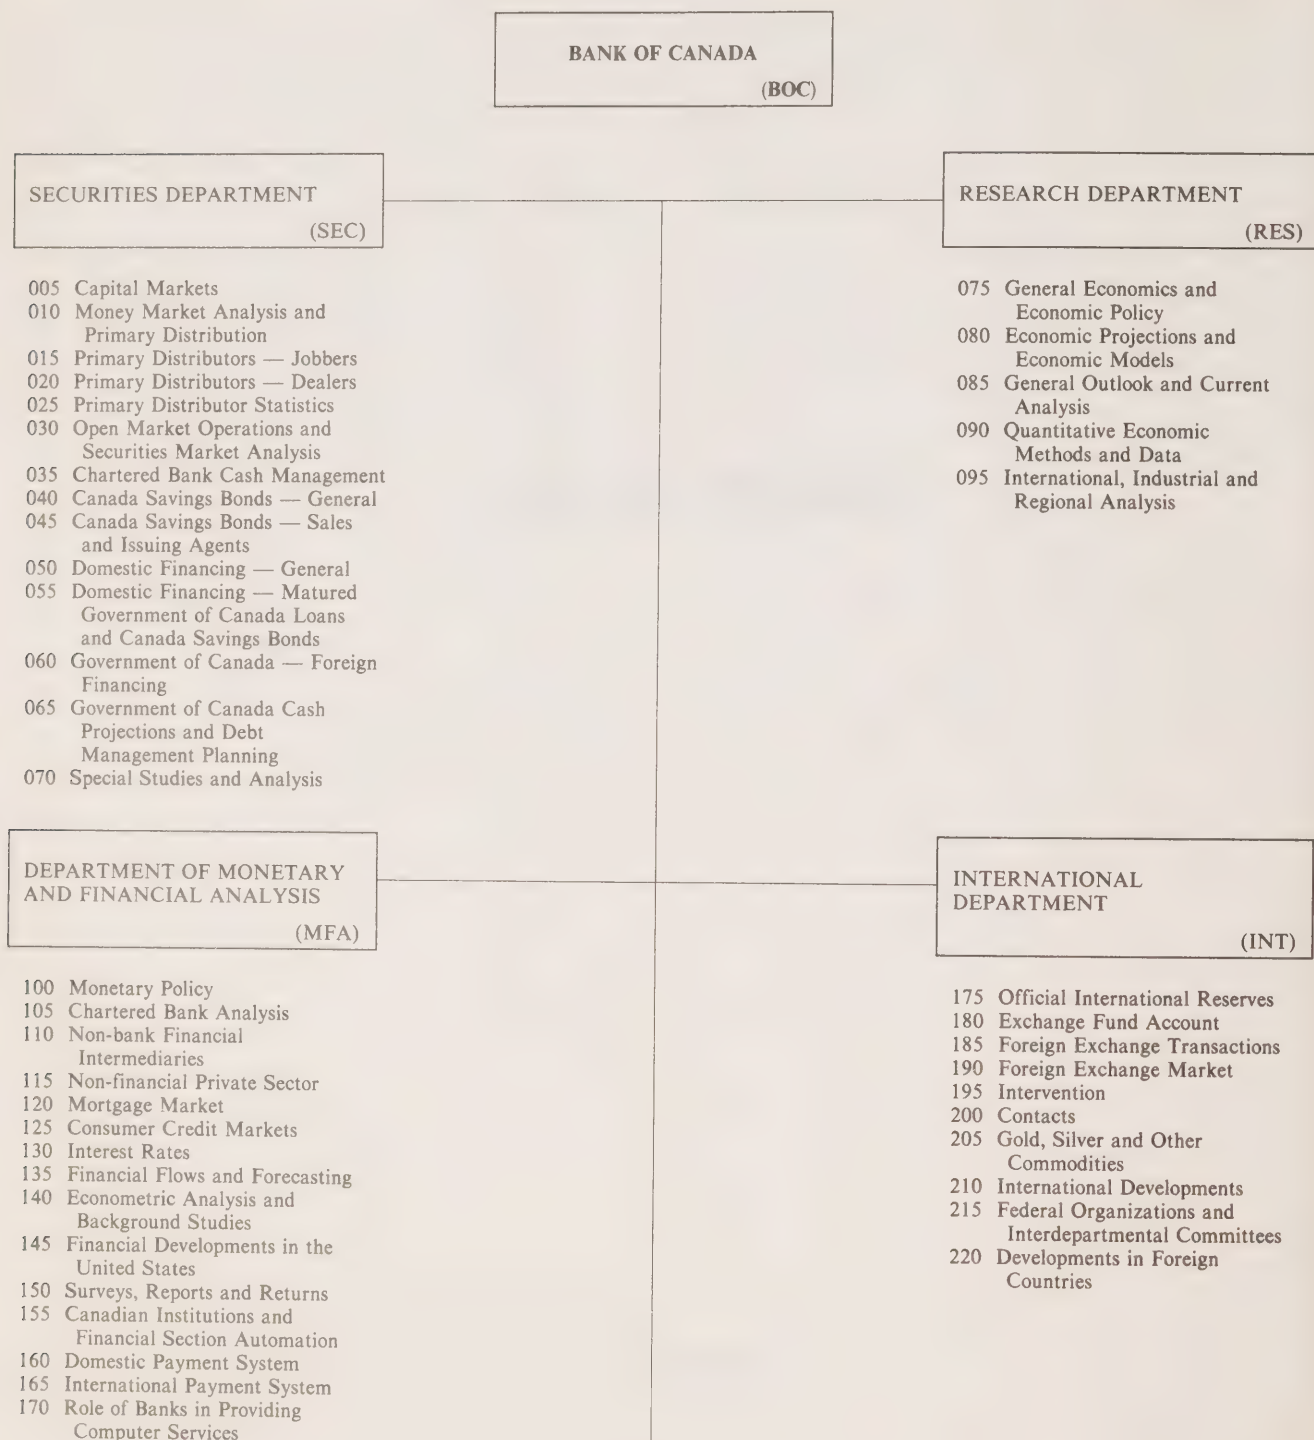 BANK OF CANADA
(BOC)
SECURITIES DEPARTMENT
(SEC)
005 Capital Markets
010 Money Market Analysis and
Primary Distribution
015 Primary Distributors — Jobbers
020 Primary Distributors — Dealers
025 Primary Distributor Statistics
030 Open Market Operations and
Securities Market Analysis
035 Chartered Bank Cash Management
040 Canada Savings Bonds — General
045 Canada Savings Bonds — Sales
and Issuing Agents
050 Domestic Financing — General
055 Domestic Financing — Matured
Government of Canada Loans
and Canada Savings Bonds
060 Government of Canada — Foreign
Financing
065 Government of Canada Cash
Projections and Debt
Management Planning
070 Special Studies and Analysis
RESEARCH DEPARTMENT
(RES)
075 General Economics and
Economic Policy
080 Economic Projections and
Economic Models
085 General Outlook and Current
Analysis
090 Quantitative Economic
Methods and Data
095 International, Industrial and
Regional Analysis
DEPARTMENT OF MONETARY
AND FINANCIAL ANALYSIS
(MFA)
100 Monetary Policy
105 Chartered Bank Analysis
110 Non-bank Financial
Intermediaries
115 Non-financial Private Sector
120 Mortgage Market
125 Consumer Credit Markets
130 Interest Rates
135 Financial Flows and Forecasting
140 Econometric Analysis and
Background Studies
145 Financial Developments in the
United States
150 Surveys, Reports and Returns
155 Canadian Institutions and
Financial Section Automation
160 Domestic Payment System
165 International Payment System
170 Role of Banks in Providing
Computer Services
INTERNATIONAL
DEPARTMENT
(INT)
175 Official International Reserves
180 Exchange Fund Account
185 Foreign Exchange Transactions
190 Foreign Exchange Market
195 Intervention
200 Contacts
205 Gold, Silver and Other
Commodities
210 International Developments
215 Federal Organizations and
Interdepartmental Committees
220 Developments in Foreign
Countries